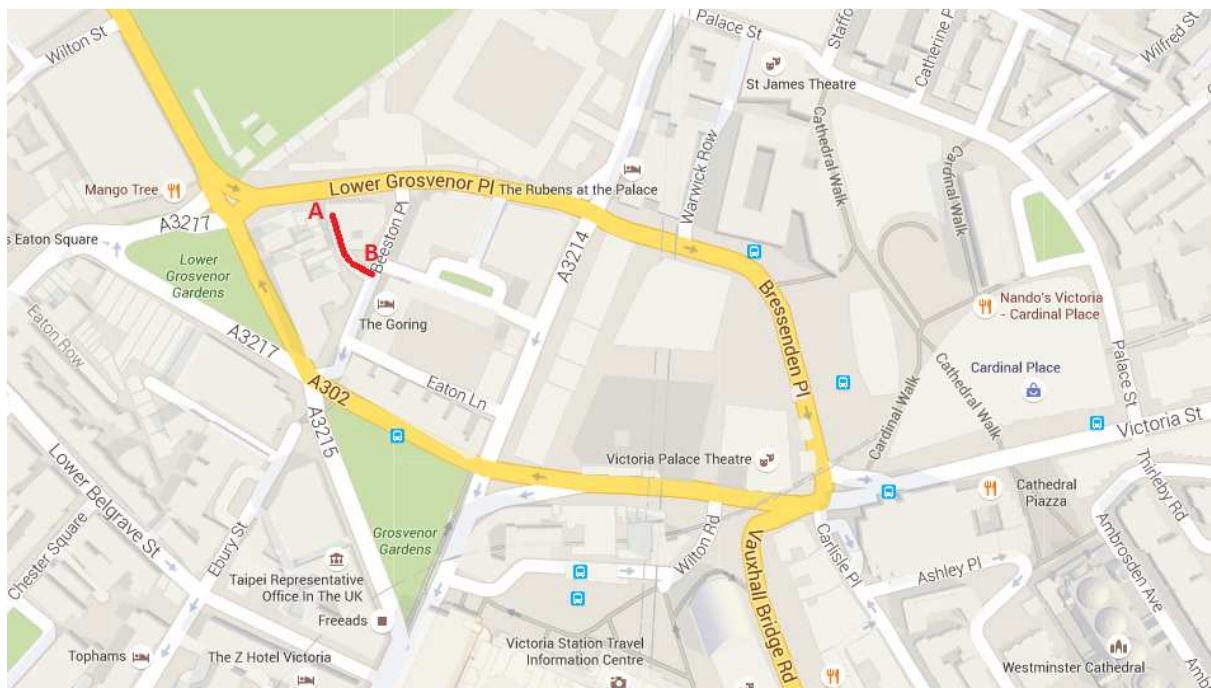 Wilton St
Palace St
Staffo
Catherine P
Wilfred St
St James Theatre
Mango Tree
Lower Grosvenor Pl
The Rubens at the Palace
Warwick Row
Cathedral Walk
Cardinal Walk
A
A3217
s Eaton Square
Beeston Pl
B
A3214
Lower
Grosvenor
Gardens
The Goring
Bressenden Pl
Nando's Victoria
- Cardinal Place
Eaton Row
A3217
A302
Eaton Ln
Cardinal Place
Cathedral Walk
Palace St
A3215
Cardinal Walk
Victoria St
Victoria Palace Theatre
Lower Belgrave St
Cathedral
Piazza
Thirleby Rd
Chester Square
Ebury St
Grosvenor
Gardens
Wilton Rd
Vauxhall Bridge Rd
Carlisle Pl
Ashley Pl
Ambrosden Ave
Taipei Representative
Office In The UK
Freeads
Tophams
The Z Hotel Victoria
Victoria Station Travel
Information Centre
Westminster Cathedral
Amb